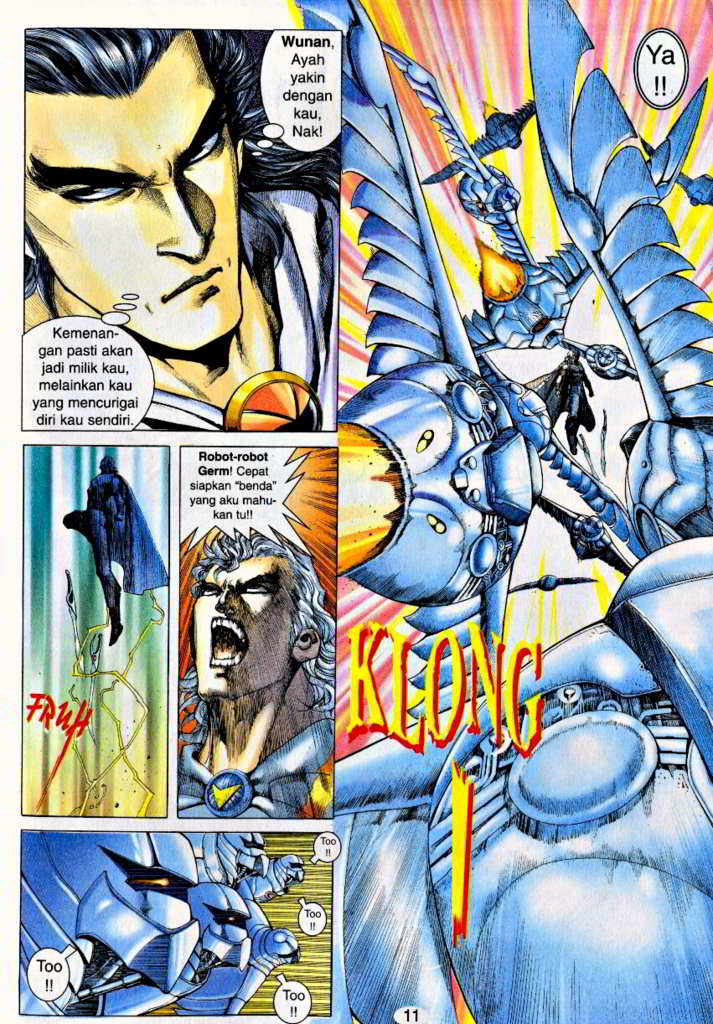 Wunan,
Ayah
yakin
dengan
kau,
Nak!
Kemenan-
gan pasti akan
jadi milik kau,
melainkan kau
yang mencurigai
diri kau sendiri.
Ya
!!
FRUHH
Robot-robot
Germ! Cepat
siapkan “benda”
yang aku mahu-
kan tu!!
KLONG
!
Too
!!
Too
!!
Too
!!
Too
!!
11